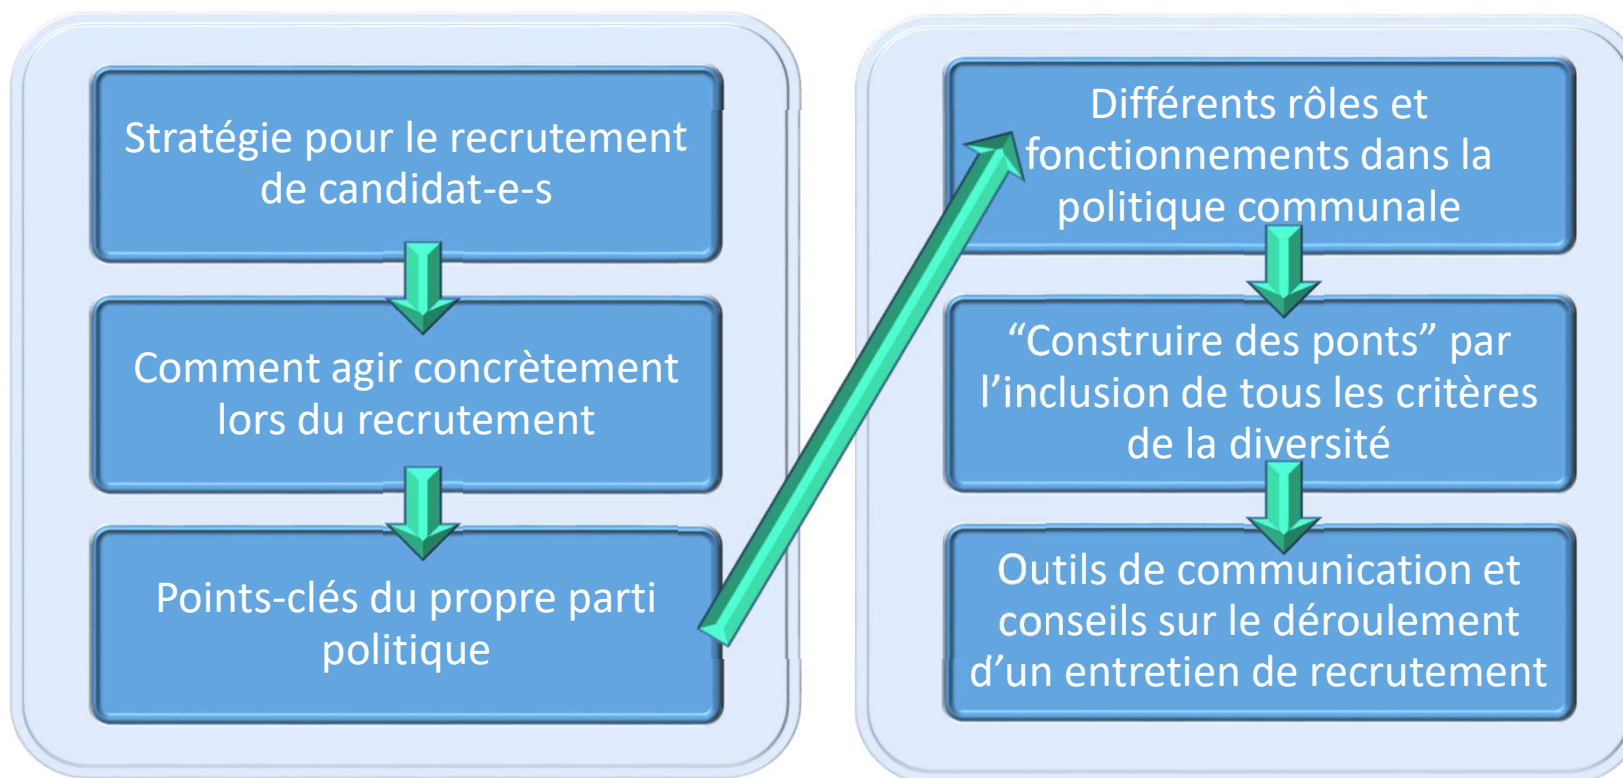 Stratégie pour le recrutement
de candidat-e-s
Comment agir concrètement
lors du recrutement
Points-clés du propre parti
politique
Différents rôles et
fonctionnements dans la
politique communale
“Construire des ponts” par
l’inclusion de tous les critères
de la diversité
Outils de communication et
conseils sur le déroulement
d’un entretien de recrutement